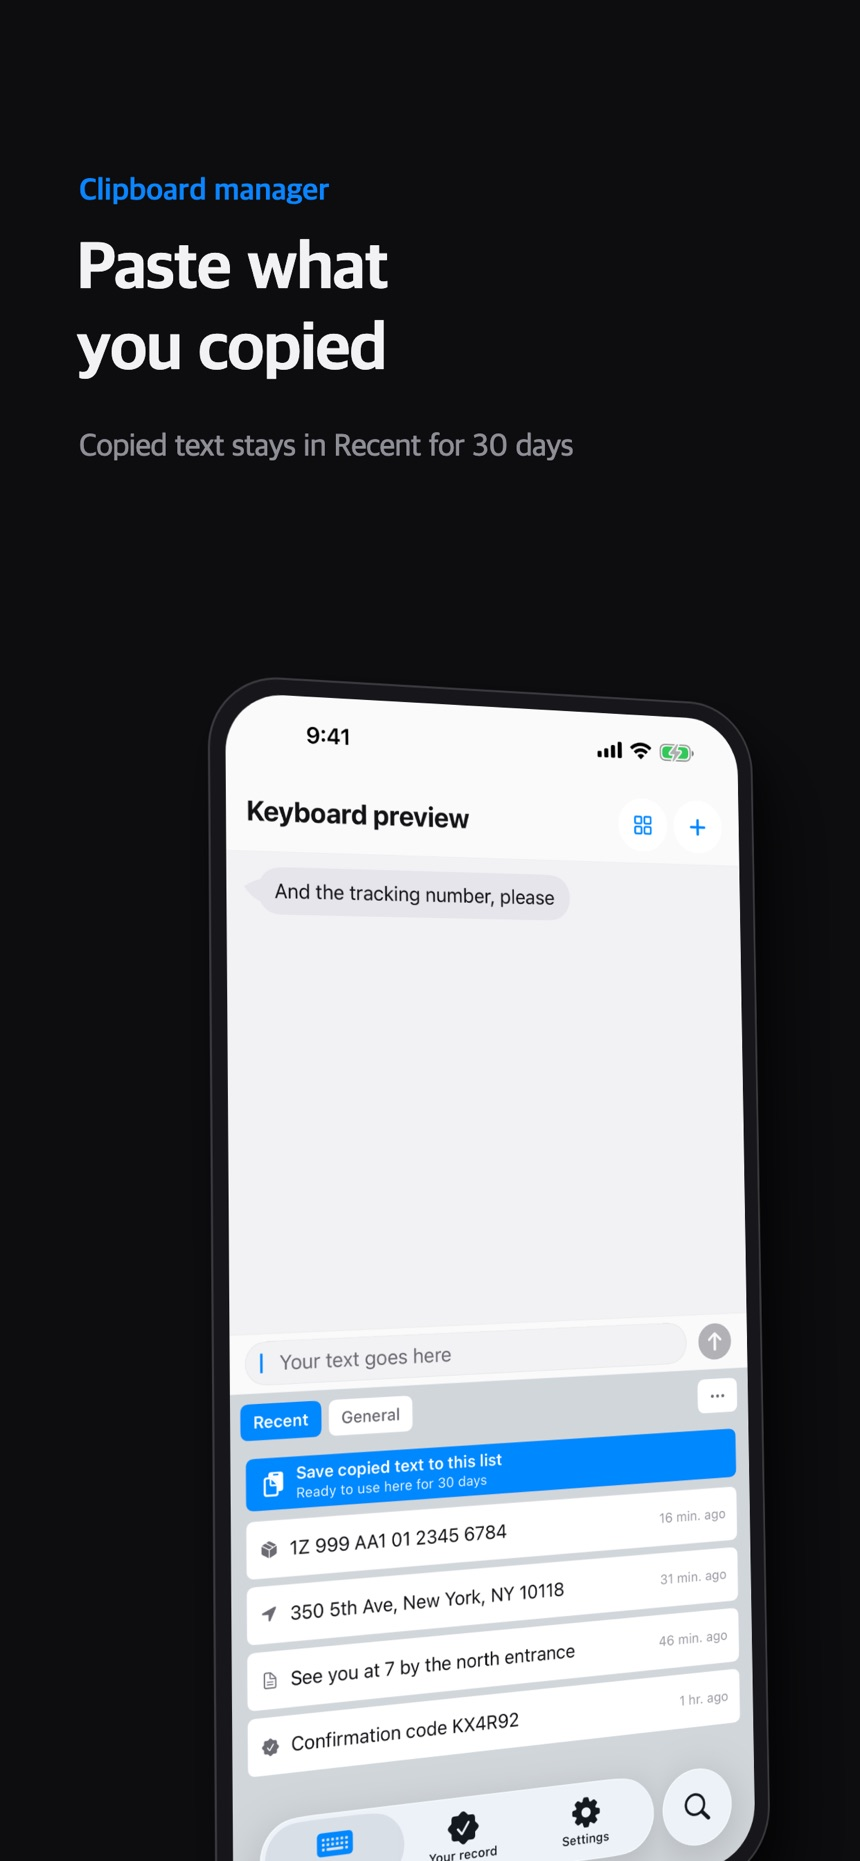 Clipboard manager
Paste what
you copied
Copied text stays in Recent for 30 days
9:41
Keyboard preview
And the tracking number, please
Your text goes here
Recent
General
Save copied text to this list
Ready to use here for 30 days
1Z 999 AA1 01 2345 6784
16 min. ago
350 5th Ave, New York, NY 10118
31 min. ago
See you at 7 by the north entrance
46 min. ago
Confirmation code KX4R92
1 hr. ago
Your record
Settings